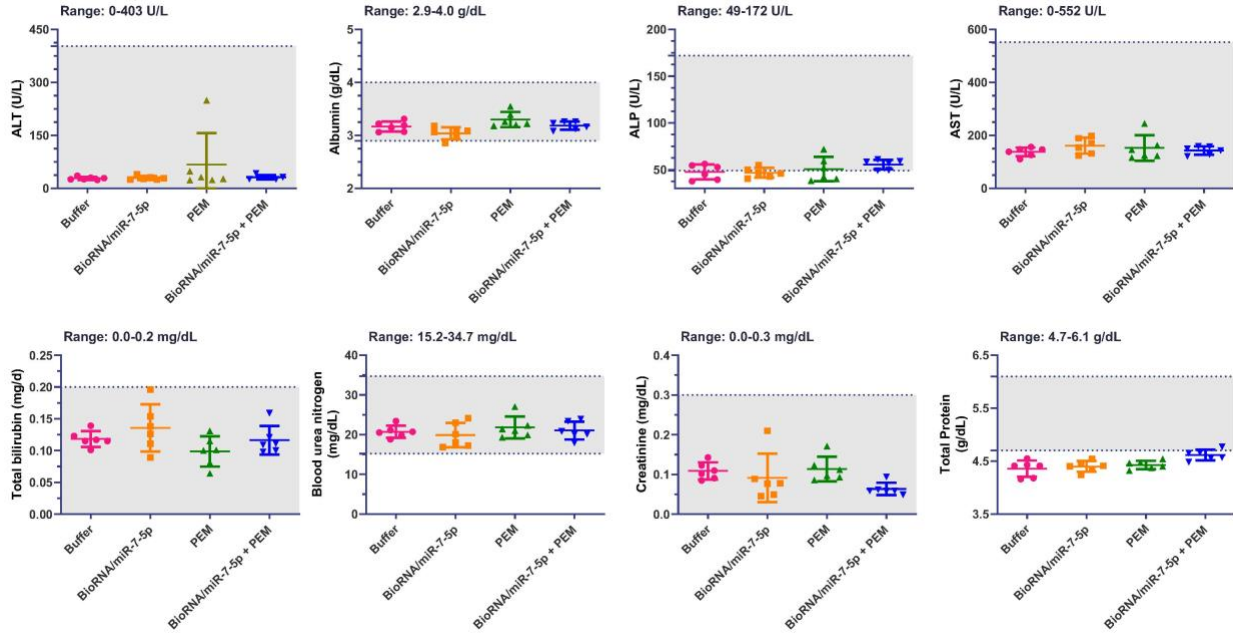 Range: 0-403 U/L
ALT (U/L)
450
300
150
0
Buffer
BioRNA/miR-7-5p
PEM
BioRNA/miR-7-5p + PEM
Range: 2.9-4.0 g/dL
Albumin (g/dL)
5
4
3
2
Buffer
BioRNA/miR-7-5p
PEM
BioRNA/miR-7-5p + PEM
Range: 49-172 U/L
ALP (U/L)
200
150
100
50
Buffer
BioRNA/miR-7-5p
PEM
BioRNA/miR-7-5p + PEM
Range: 0-552 U/L
AST (U/L)
600
400
200
0
Buffer
BioRNA/miR-7-5p
PEM
BioRNA/miR-7-5p + PEM
Range: 0.0-0.2 mg/dL
Total bilirubin (mg/d)
0.25
0.20
0.15
0.10
0.05
0.00
Buffer
BioRNA/miR-7-5p
PEM
BioRNA/miR-7-5p + PEM
Range: 15.2-34.7 mg/dL
Blood urea nitrogen
(mg/dL)
40
30
20
10
0
Buffer
BioRNA/miR-7-5p
PEM
BioRNA/miR-7-5p + PEM
Range: 0.0-0.3 mg/dL
Creatinine (mg/dL)
0.4
0.3
0.2
0.1
0.0
Buffer
BioRNA/miR-7-5p
PEM
BioRNA/miR-7-5p + PEM
Range: 4.7-6.1 g/dL
Total Protein
(g/dL)
6.5
5.5
4.5
3.5
Buffer
BioRNA/miR-7-5p
PEM
BioRNA/miR-7-5p + PEM